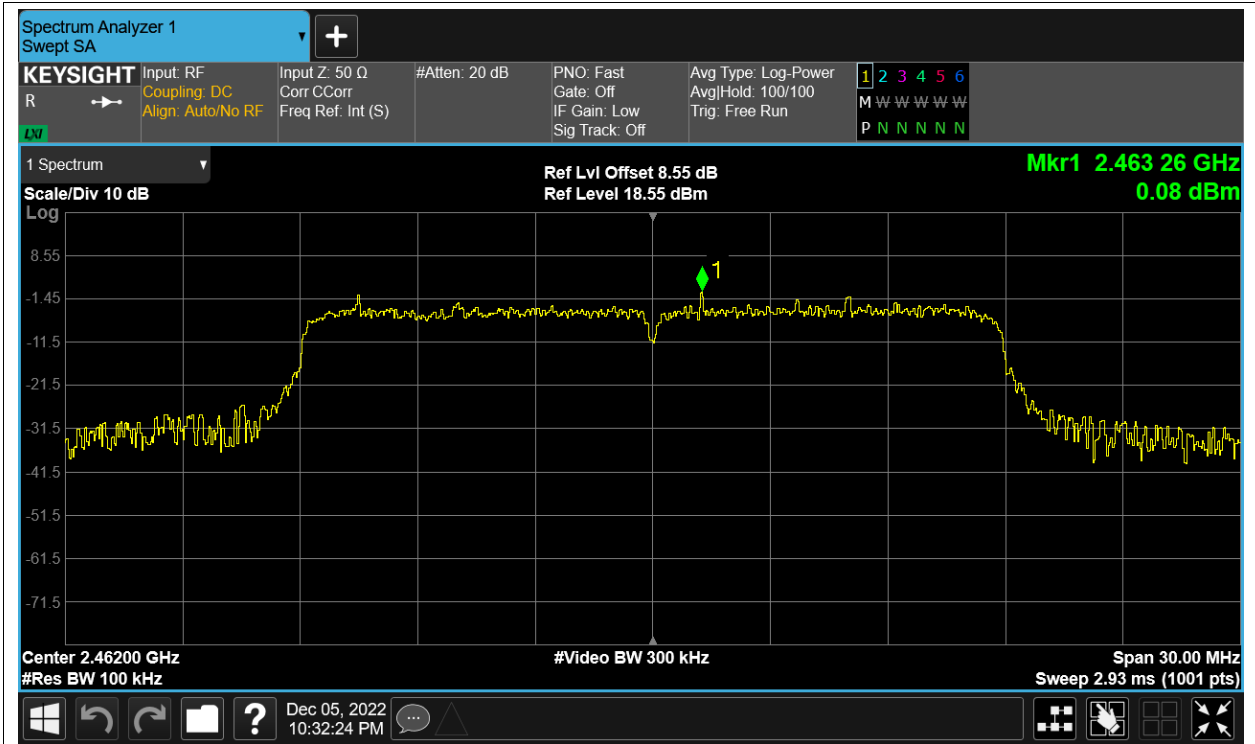 Spectrum Analyzer 1
Swept SA
+
KEYSIGHT
R
LXI
Input: RF
Coupling: DC
Align: Auto/No RF
Input Z: 50 Ω
Corr CCorr
Freq Ref: Int (S)
#Atten: 20 dB
PNO: Fast
Gate: Off
IF Gain: Low
Sig Track: Off
Avg Type: Log-Power
Avg|Hold: 100/100
Trig: Free Run
1 2 3 4 5 6
M W W W W W W
P N N N N N N
1 Spectrum
Scale/Div 10 dB
Log
Ref Lvl Offset 8.55 dB
Ref Level 18.55 dBm
Mkr1 2.463 26 GHz
0.08 dBm
8.55
-1.45
-11.5
-21.5
-31.5
-41.5
-51.5
-61.5
-71.5
1
Center 2.46200 GHz
#Video BW 300 kHz
Span 30.00 MHz
#Res BW 100 kHz
Sweep 2.93 ms (1001 pts)
?
Dec 05, 2022
10:32:24 PM